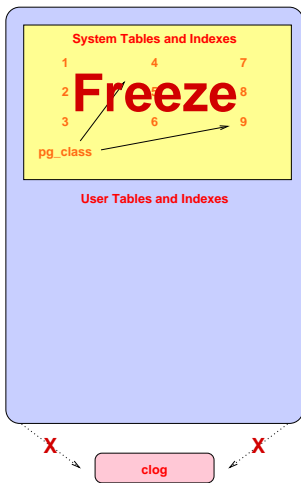 System Tables and Indexes
1 4 7
2 5 8
Freeze
3 6 9
pg_class
User Tables and Indexes
X X
clog